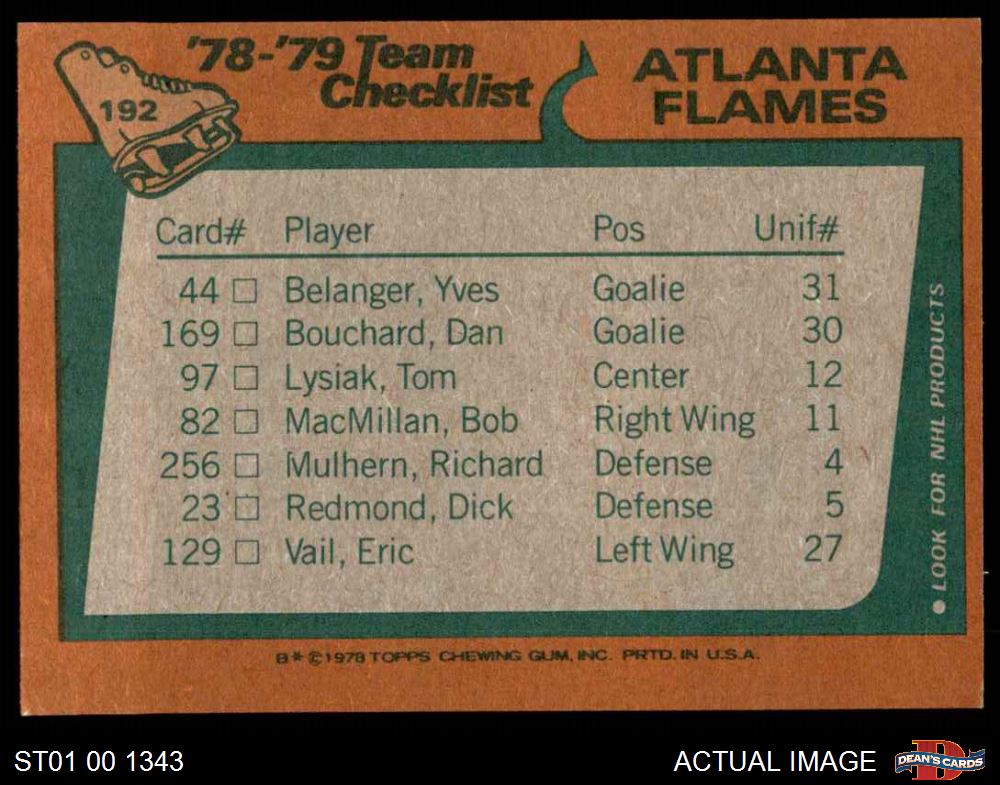 192
'78-'79 Team
Checklist
ATLANTA
FLAMES
Card# Player Pos Unif#
44 □ Belanger, Yves Goalie 31
169 □ Bouchard, Dan Goalie 30
97 □ Lysiak, Tom Center 12
82 □ MacMillan, Bob Right Wing 11
256 □ Mulhern, Richard Defense 4
23 □ Redmond, Dick Defense 5
129 □ Vail, Eric Left Wing 27
● LOOK FOR NHL PRODUCTS
B* ©1978 TOPPS CHEWING GUM, INC. PRTD. IN U.S.A.
ST01 00 1343
ACTUAL IMAGE
D
DEAN'S CARDS